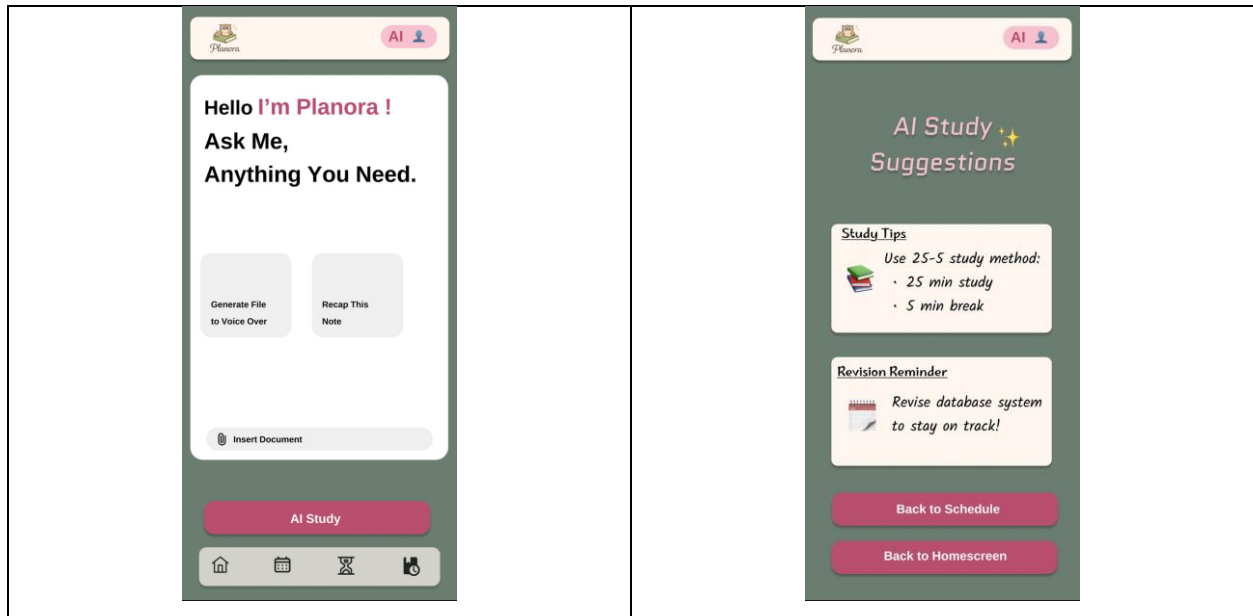 Planora
AI
Hello I'm Planora !
Ask Me,
Anything You Need.
Generate File
to Voice Over
Recap This
Note
Insert Document
AI Study
Planora
AI
AI Study
Suggestions
Study Tips
Use 25-5 study method:
· 25 min study
· 5 min break
Revision Reminder
Revise database system
to stay on track!
Back to Schedule
Back to Homescreen